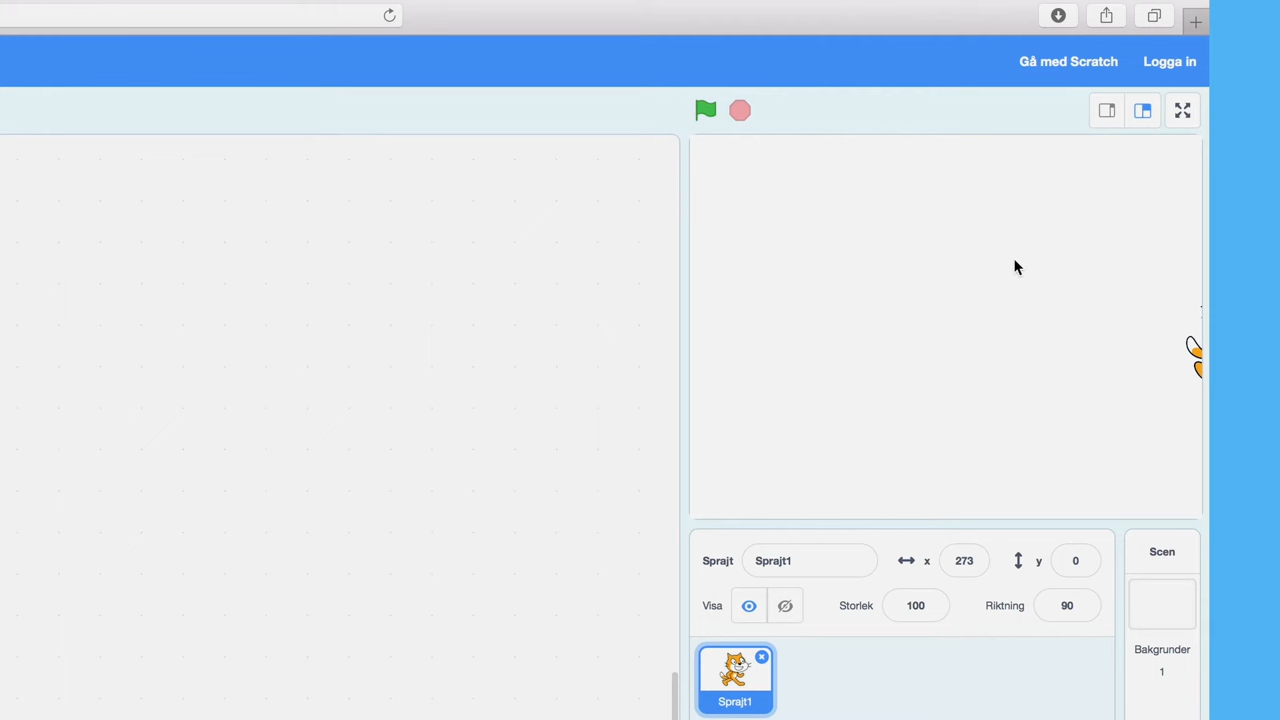 Gå med Scratch Logga in
Sprajt Sprajt1 x 273 y 0
Scen
Visa Storlek 100 Riktning 90
Bakgrunder
1
Sprajt1